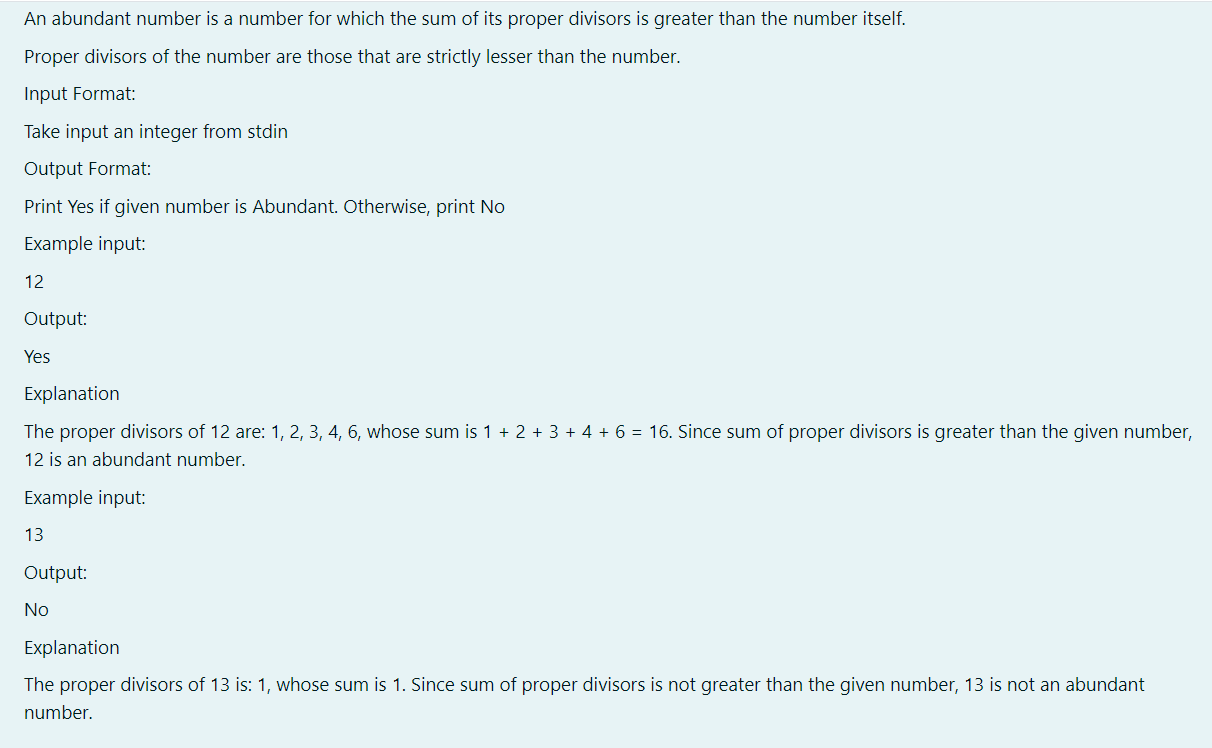 An abundant number is a number for which the sum of its proper divisors is greater than the number itself.
Proper divisors of the number are those that are strictly lesser than the number.
Input Format:
Take input an integer from stdin
Output Format:
Print Yes if given number is Abundant. Otherwise, print No
Example input:
12
Output:
Yes
Explanation
The proper divisors of 12 are: 1, 2, 3, 4, 6, whose sum is 1 + 2 + 3 + 4 + 6 = 16. Since sum of proper divisors is greater than the given number,
12 is an abundant number.
Example input:
13
Output:
No
Explanation
The proper divisors of 13 is: 1, whose sum is 1. Since sum of proper divisors is not greater than the given number, 13 is not an abundant
number.